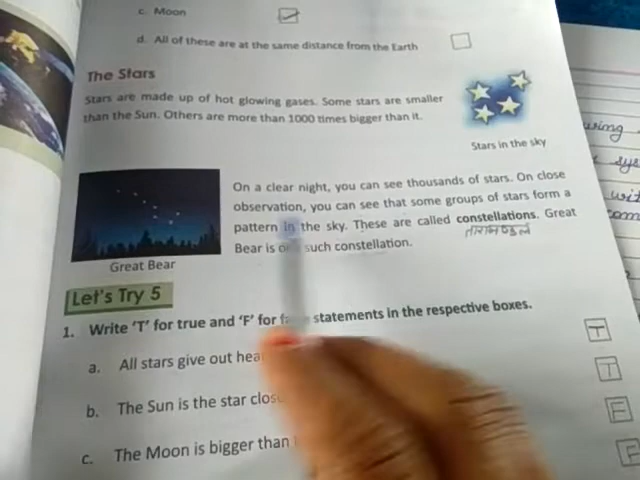 c. Moon
d. All of these are at the same distance from the Earth
The Stars
Stars are made up of hot glowing gases. Some stars are smaller
than the Sun. Others are more than 1000 times bigger than it.
Stars in the sky
On a clear night, you can see thousands of stars. On close
observation, you can see that some groups of stars form a
pattern in the sky. These are called constellations. Great
तारामंडल
Bear is such constellation.
Great Bear
Let's Try 5
1. Write 'T' for true and 'F' for statements in the respective boxes.
a. All stars give out T
b. The Sun is the star T
c. The Moon is bigger than F
F